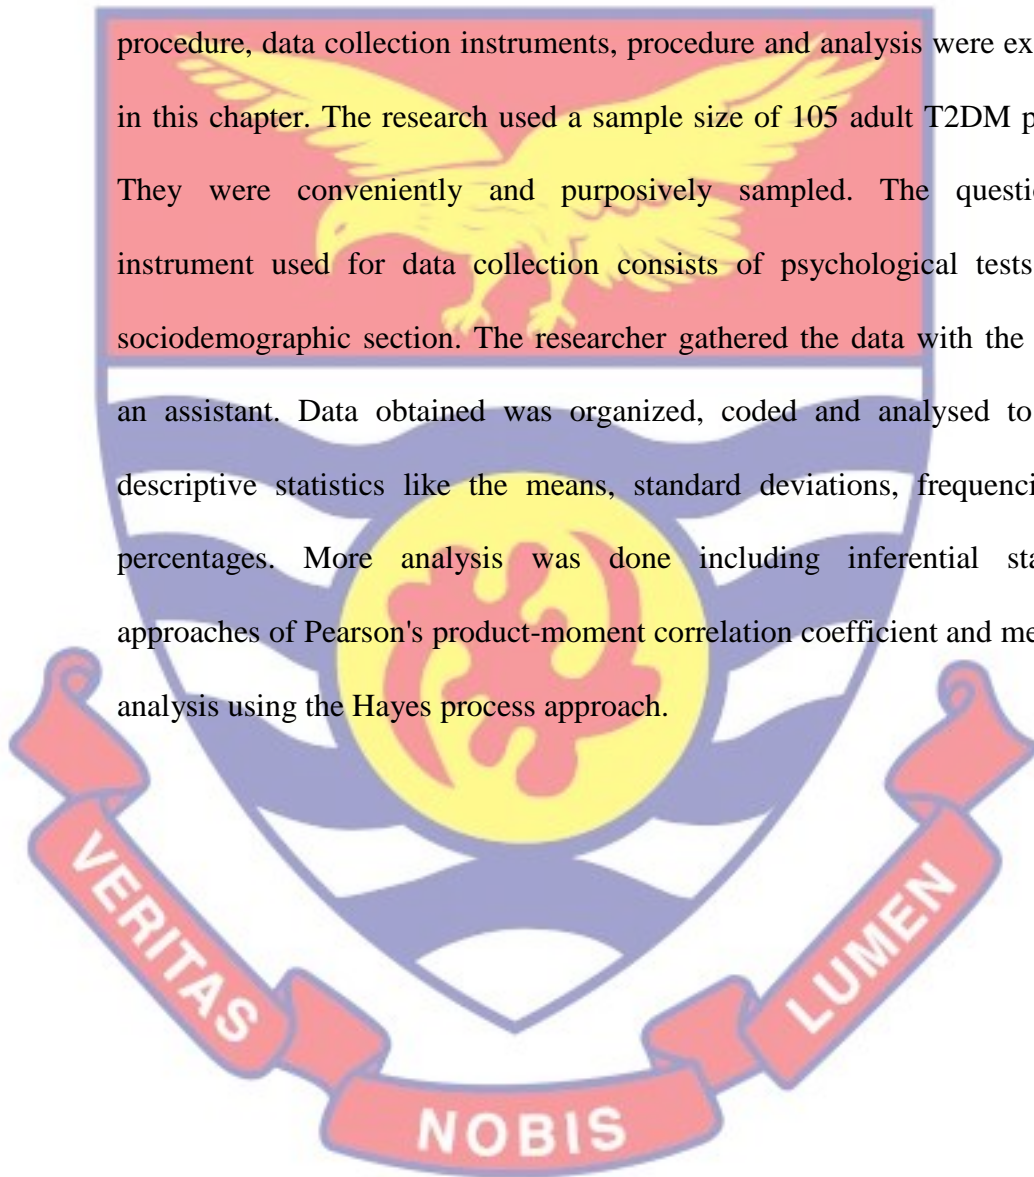 procedure, data collection instruments, procedure and analysis were ex
in this chapter. The research used a sample size of 105 adult T2DM p
They were conveniently and purposively sampled. The questi
instrument used for data collection consists of psychological tests
sociodemographic section. The researcher gathered the data with the
an assistant. Data obtained was organized, coded and analysed to
descriptive statistics like the means, standard deviations, frequenci
percentages. More analysis was done including inferential sta
approaches of Pearson's product-moment correlation coefficient and me
analysis using the Hayes process approach.
VERITAS
NOBIS
LUMEN